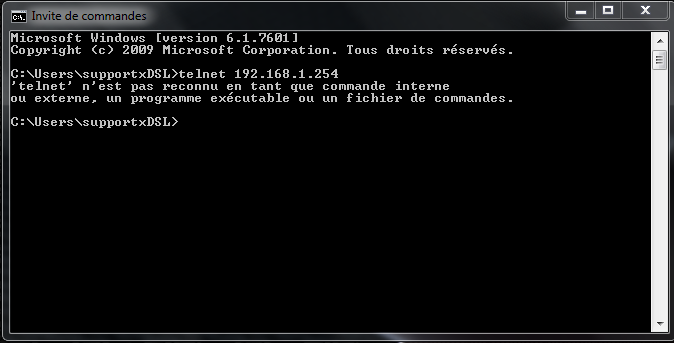 Invite de commandes
Microsoft Windows [version 6.1.7601]
Copyright (c) 2009 Microsoft Corporation. Tous droits réservés.
C:\Users\supportxDSL>telnet 192.168.1.254
'telnet' n'est pas reconnu en tant que commande interne
ou externe, un programme exécutable ou un fichier de commandes.
C:\Users\supportxDSL>